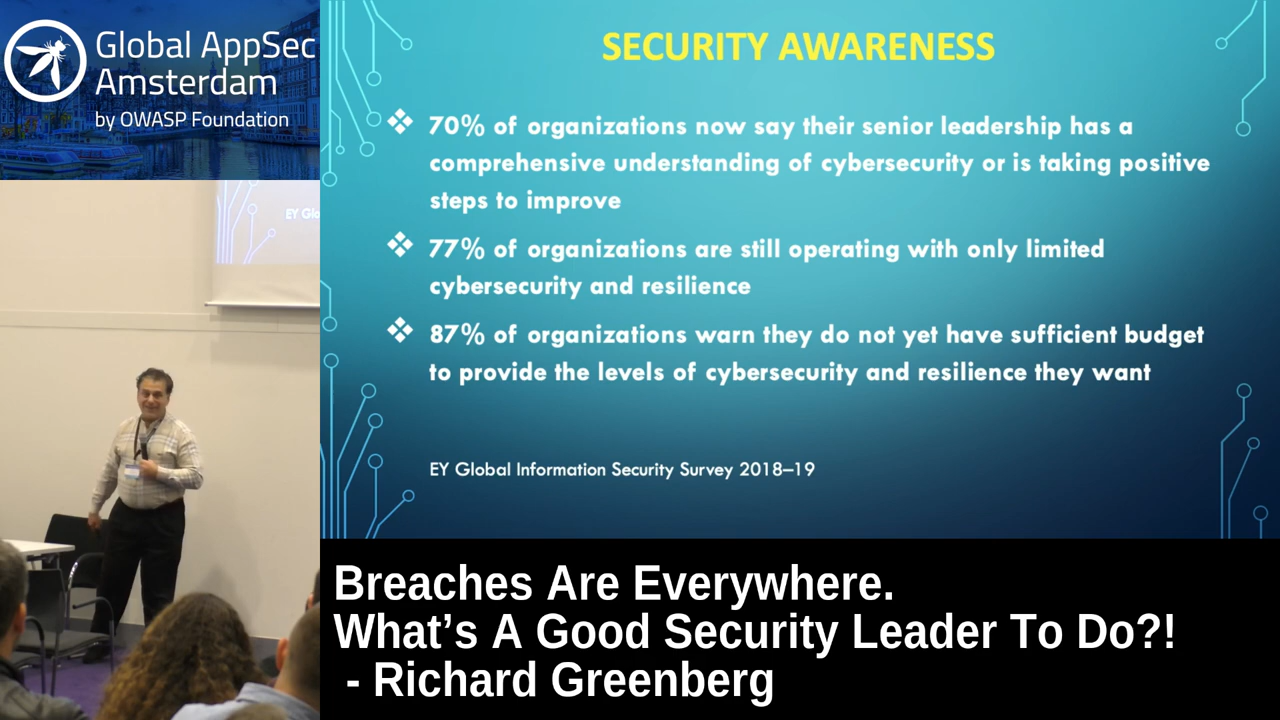 Global AppSec
Amsterdam
by OWASP Foundation
SECURITY AWARENESS
❖ 70% of organizations now say their senior leadership has a
comprehensive understanding of cybersecurity or is taking positive
steps to improve
❖ 77% of organizations are still operating with only limited
cybersecurity and resilience
❖ 87% of organizations warn they do not yet have sufficient budget
to provide the levels of cybersecurity and resilience they want
EY Global Information Security Survey 2018–19
EY Glo
Breaches Are Everywhere.
What's A Good Security Leader To Do?!
- Richard Greenberg